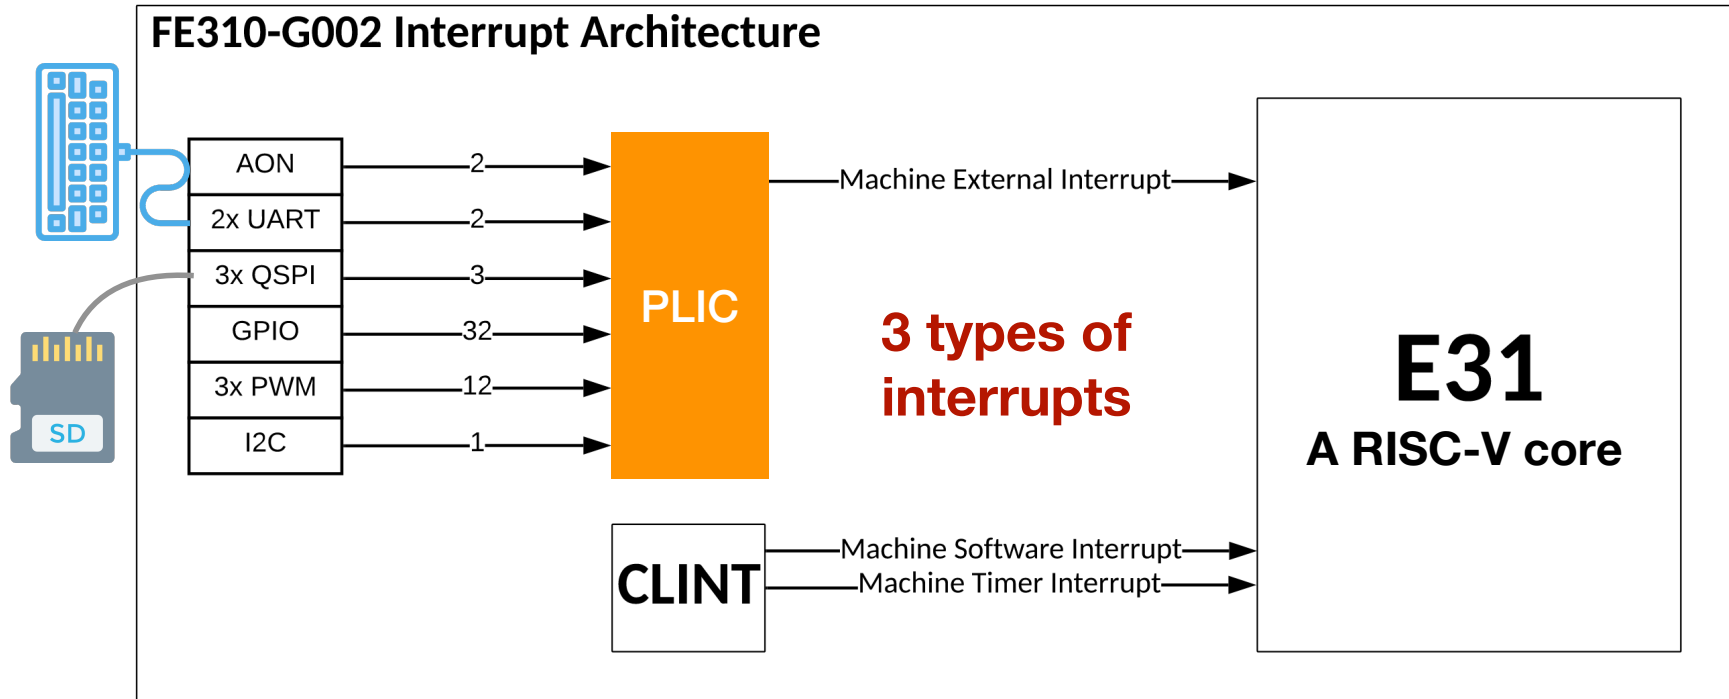 FE310-G002 Interrupt Architecture
AON
2
2x UART
2
3x QSPI
3
GPIO
32
3x PWM
12
I2C
1
SD
PLIC
Machine External Interrupt
3 types of
interrupts
E31
A RISC-V core
CLINT
Machine Software Interrupt
Machine Timer Interrupt